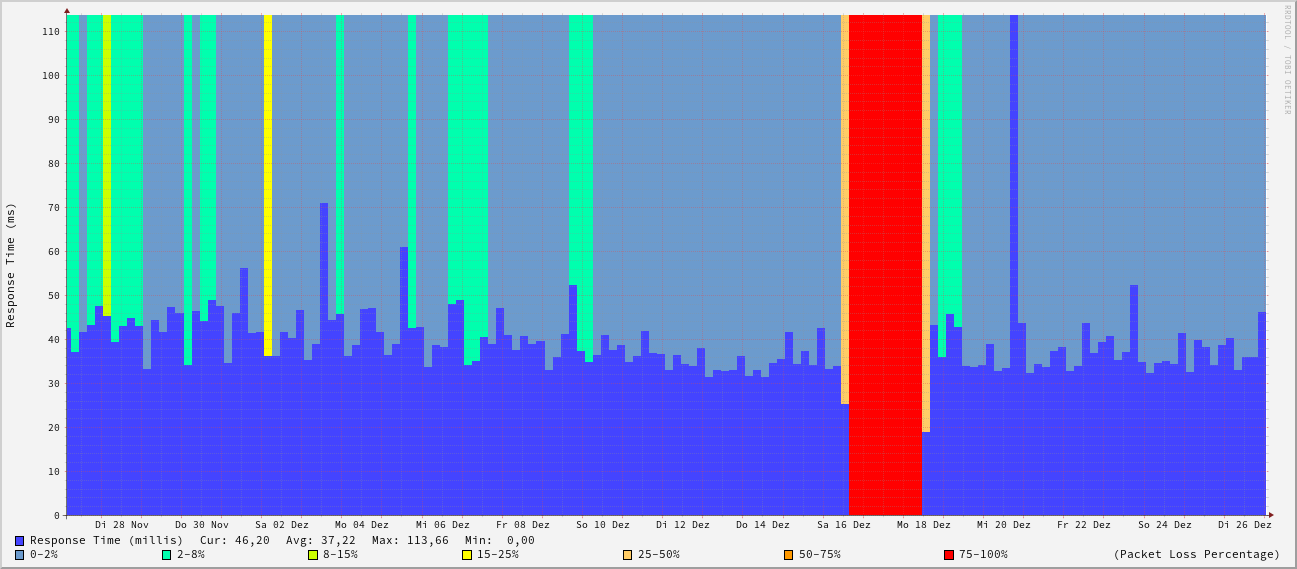 RRDTOOL / TOBI OETIKER
Response Time (ms)
110
100
90
80
70
60
50
40
30
20
10
0
Di 28 Nov Do 30 Nov Sa 02 Dez Mo 04 Dez Mi 06 Dez Fr 08 Dez So 10 Dez Di 12 Dez Do 14 Dez Sa 16 Dez Mo 18 Dez Mi 20 Dez Fr 22 Dez So 24 Dez Di 26 Dez
Response Time (millis) Cur: 46,20 Avg: 37,22 Max: 113,66 Min: 0,00
0-2% 2-8% 8-15% 15-25% 25-50% 50-75% 75-100% (Packet Loss Percentage)